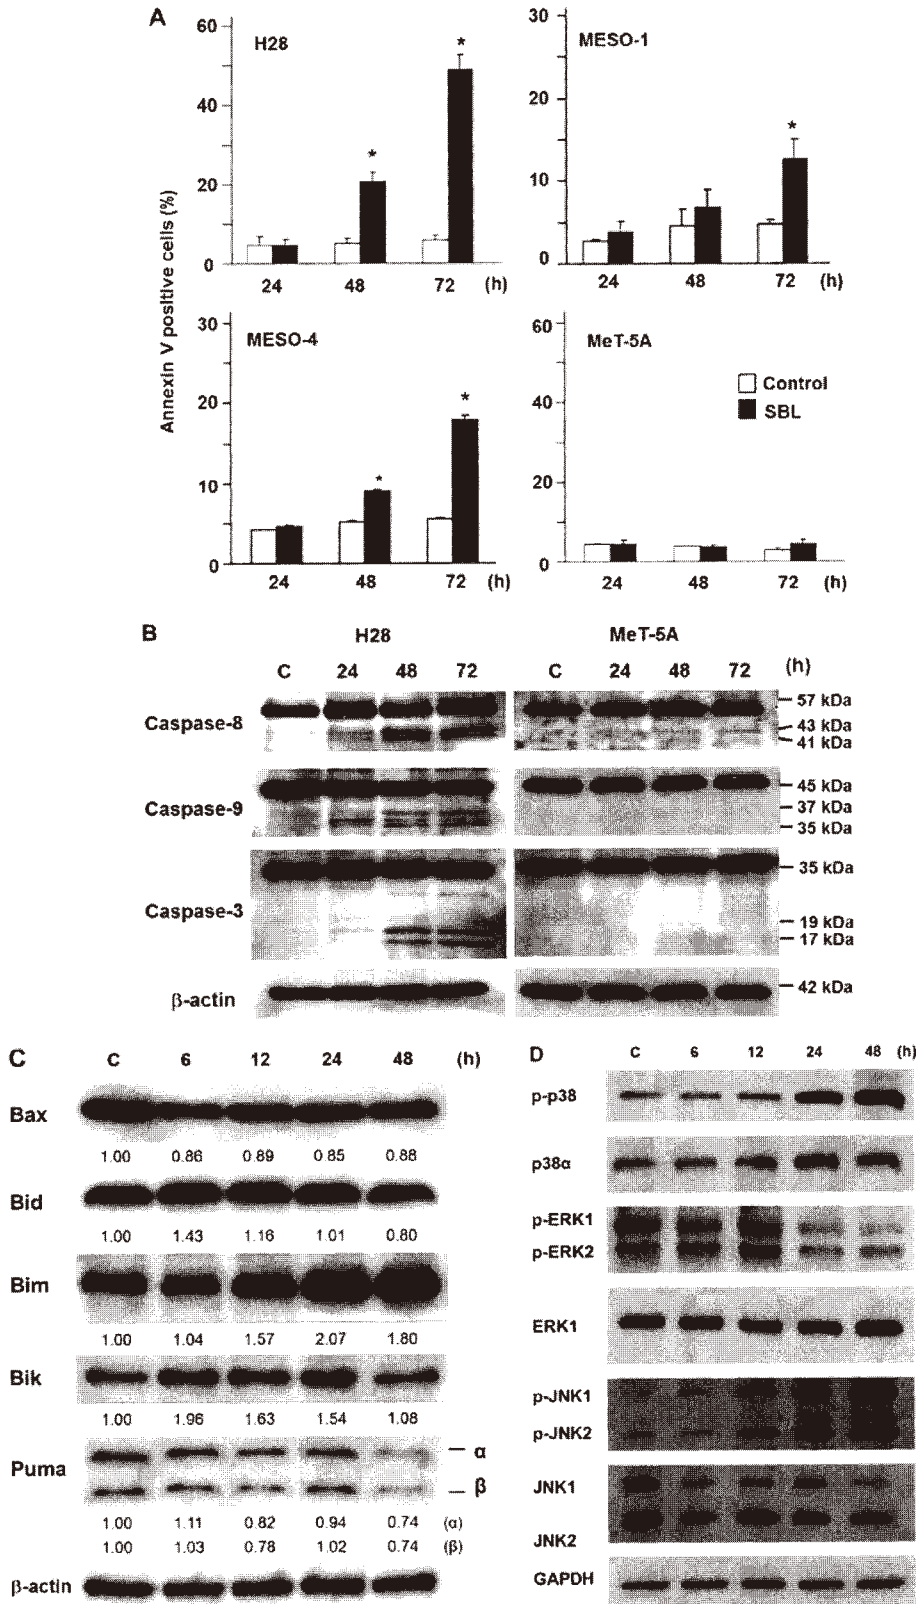 A
H28
MESO-1
60
40
20
0
30
20
10
0
*
*
*
24 48 72 (h)
24 48 72 (h)
Annexin V positive cells (%)
MESO-4
MeT-5A
30
20
10
0
60
40
20
0
*
*
Control
SBL
24 48 72 (h)
24 48 72 (h)
B
H28 MeT-5A
C 24 48 72 C 24 48 72 (h)
Caspase-8
57 kDa
43 kDa
41 kDa
Caspase-9
45 kDa
37 kDa
35 kDa
Caspase-3
35 kDa
19 kDa
17 kDa
β-actin
42 kDa
C
C 6 12 24 48 (h)
Bax
1.00 0.86 0.89 0.85 0.88
Bid
1.00 1.43 1.16 1.01 0.80
Bim
1.00 1.04 1.57 2.07 1.80
Bik
1.00 1.96 1.63 1.54 1.08
Puma
α
β
1.00 1.11 0.82 0.94 0.74 (α)
1.00 1.03 0.78 1.02 0.74 (β)
β-actin
D
C 6 12 24 48 (h)
p-p38
p38α
p-ERK1
p-ERK2
ERK1
p-JNK1
p-JNK2
JNK1
JNK2
GAPDH